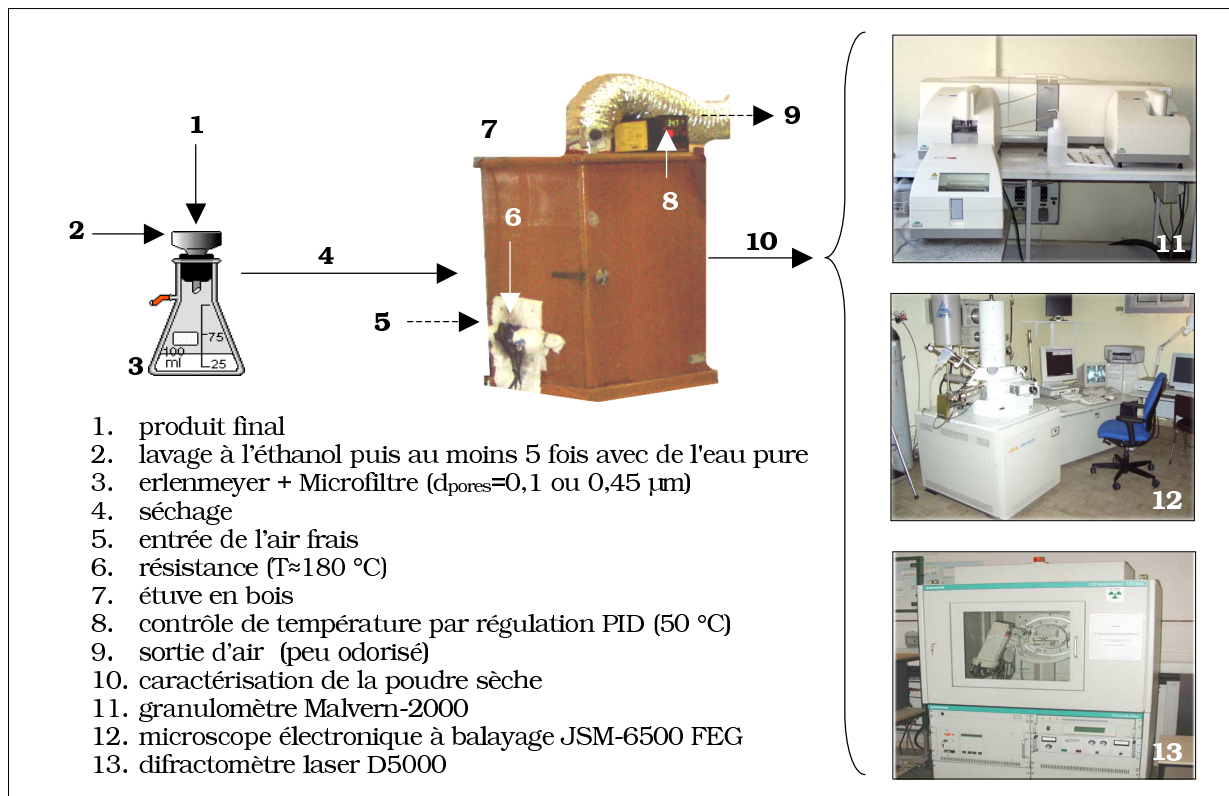 1
2
3
4
5
6
7
8
9
10
11
12
13
100
ml
75
25
1. produit final
2. lavage à l'éthanol puis au moins 5 fois avec de l'eau pure
3. erlenmeyer + Microfiltre (dpores=0,1 ou 0,45 µm)
4. séchage
5. entrée de l'air frais
6. résistance (T≈180 °C)
7. étuve en bois
8. contrôle de température par régulation PID (50 °C)
9. sortie d'air (peu odorisé)
10. caractérisation de la poudre sèche
11. granulomètre Malvern-2000
12. microscope électronique à balayage JSM-6500 FEG
13. difractomètre laser D5000